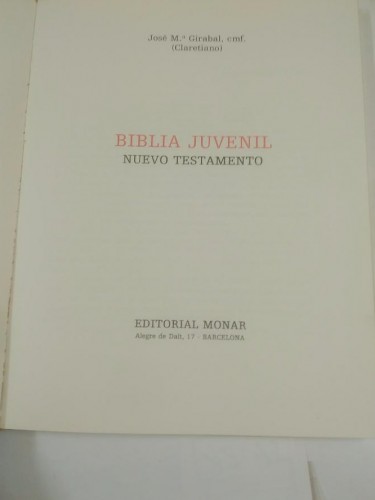 José M.ª Girabal, cmf.
(Claretiano)
BIBLIA JUVENIL
NUEVO TESTAMENTO
EDITORIAL MONAR
Alegre de Dalt, 17 - BARCELONA